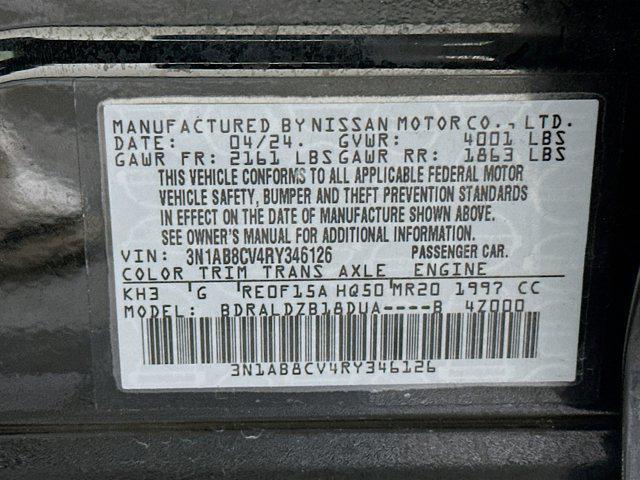 MANUFACTURED BY NISSAN MOTOR CO., LTD.
DATE: 04/24. GVWR: 4001 LBS
GAWR FR: 2161 LBS GAWR RR: 1863 LBS
THIS VEHICLE CONFORMS TO ALL APPLICABLE FEDERAL MOTOR
VEHICLE SAFETY, BUMPER AND THEFT PREVENTION STANDARDS
IN EFFECT ON THE DATE OF MANUFACTURE SHOWN ABOVE.
SEE OWNER'S MANUAL FOR ADDITIONAL INFORMATION.
VIN: 3N1AB8CV4RY346126 PASSENGER CAR.
COLOR TRIM TRANS AXLE ENGINE
KH3 G RE0F15A HQ50 MR20 1997 CC
MODEL: BDRALDZB18DUA----B 4Z000
3N1AB8CV4RY346126